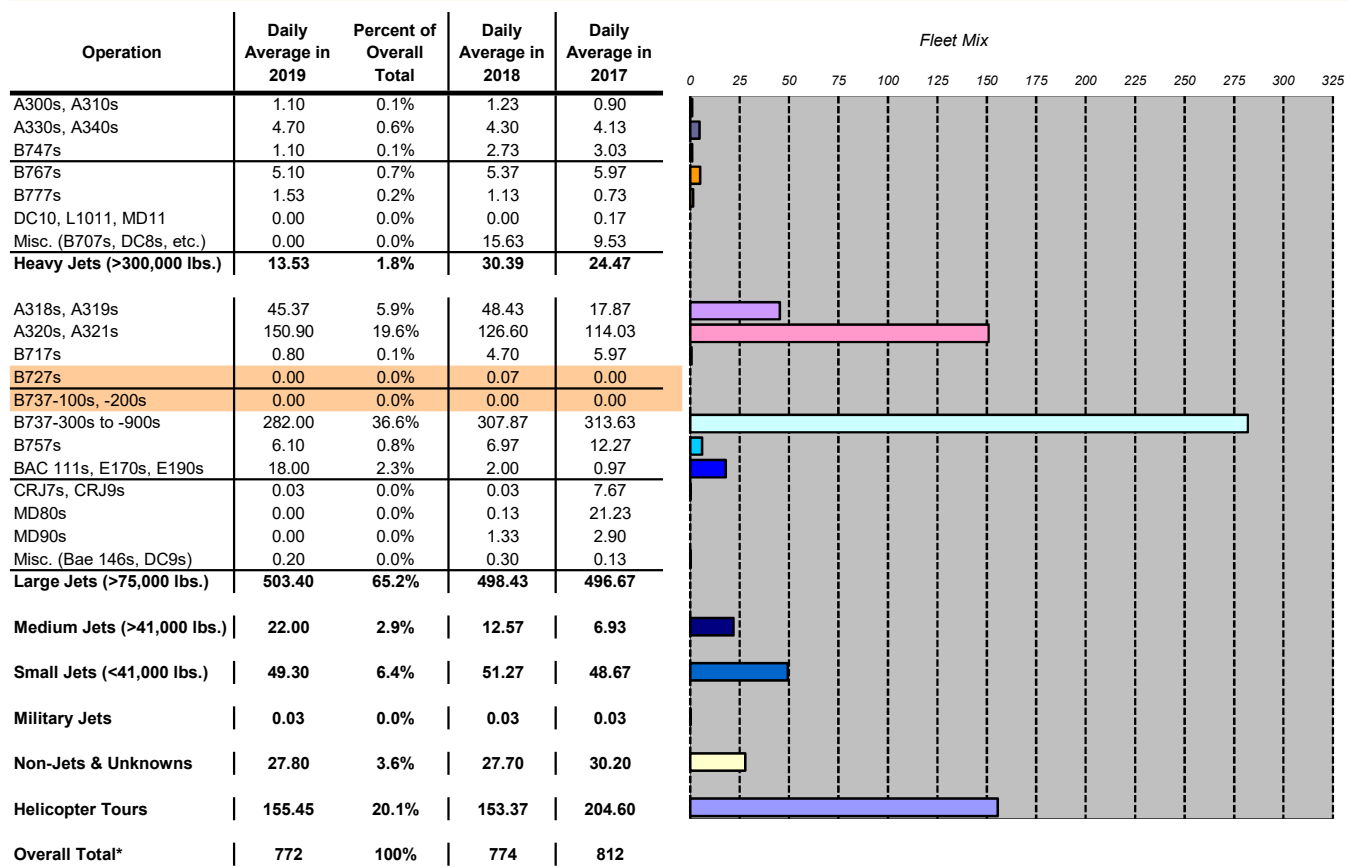 Operation Daily Average in 2019 Percent of Overall Total Daily Average in 2018 Daily Average in 2017
Fleet Mix
0 25 50 75 100 125 150 175 200 225 250 275 300 325
A300s, A310s 1.10 0.1% 1.23 0.90
A330s, A340s 4.70 0.6% 4.30 4.13
B747s 1.10 0.1% 2.73 3.03
B767s 5.10 0.7% 5.37 5.97
B777s 1.53 0.2% 1.13 0.73
DC10, L1011, MD11 0.00 0.0% 0.00 0.17
Misc. (B707s, DC8s, etc.) 0.00 0.0% 15.63 9.53
Heavy Jets (>300,000 lbs.) 13.53 1.8% 30.39 24.47
A318s, A319s 45.37 5.9% 48.43 17.87
A320s, A321s 150.90 19.6% 126.60 114.03
B717s 0.80 0.1% 4.70 5.97
B727s 0.00 0.0% 0.07 0.00
B737-100s, -200s 0.00 0.0% 0.00 0.00
B737-300s to -900s 282.00 36.6% 307.87 313.63
B757s 6.10 0.8% 6.97 12.27
BAC 111s, E170s, E190s 18.00 2.3% 2.00 0.97
CRJ7s, CRJ9s 0.03 0.0% 0.03 7.67
MD80s 0.00 0.0% 0.13 21.23
MD90s 0.00 0.0% 1.33 2.90
Misc. (Bae 146s, DC9s) 0.20 0.0% 0.30 0.13
Large Jets (>75,000 lbs.) 503.40 65.2% 498.43 496.67
Medium Jets (>41,000 lbs.) 22.00 2.9% 12.57 6.93
Small Jets (<41,000 lbs.) 49.30 6.4% 51.27 48.67
Military Jets 0.03 0.0% 0.03 0.03
Non-Jets & Unknowns 27.80 3.6% 27.70 30.20
Helicopter Tours 155.45 20.1% 153.37 204.60
Overall Total* 772 100% 774 812